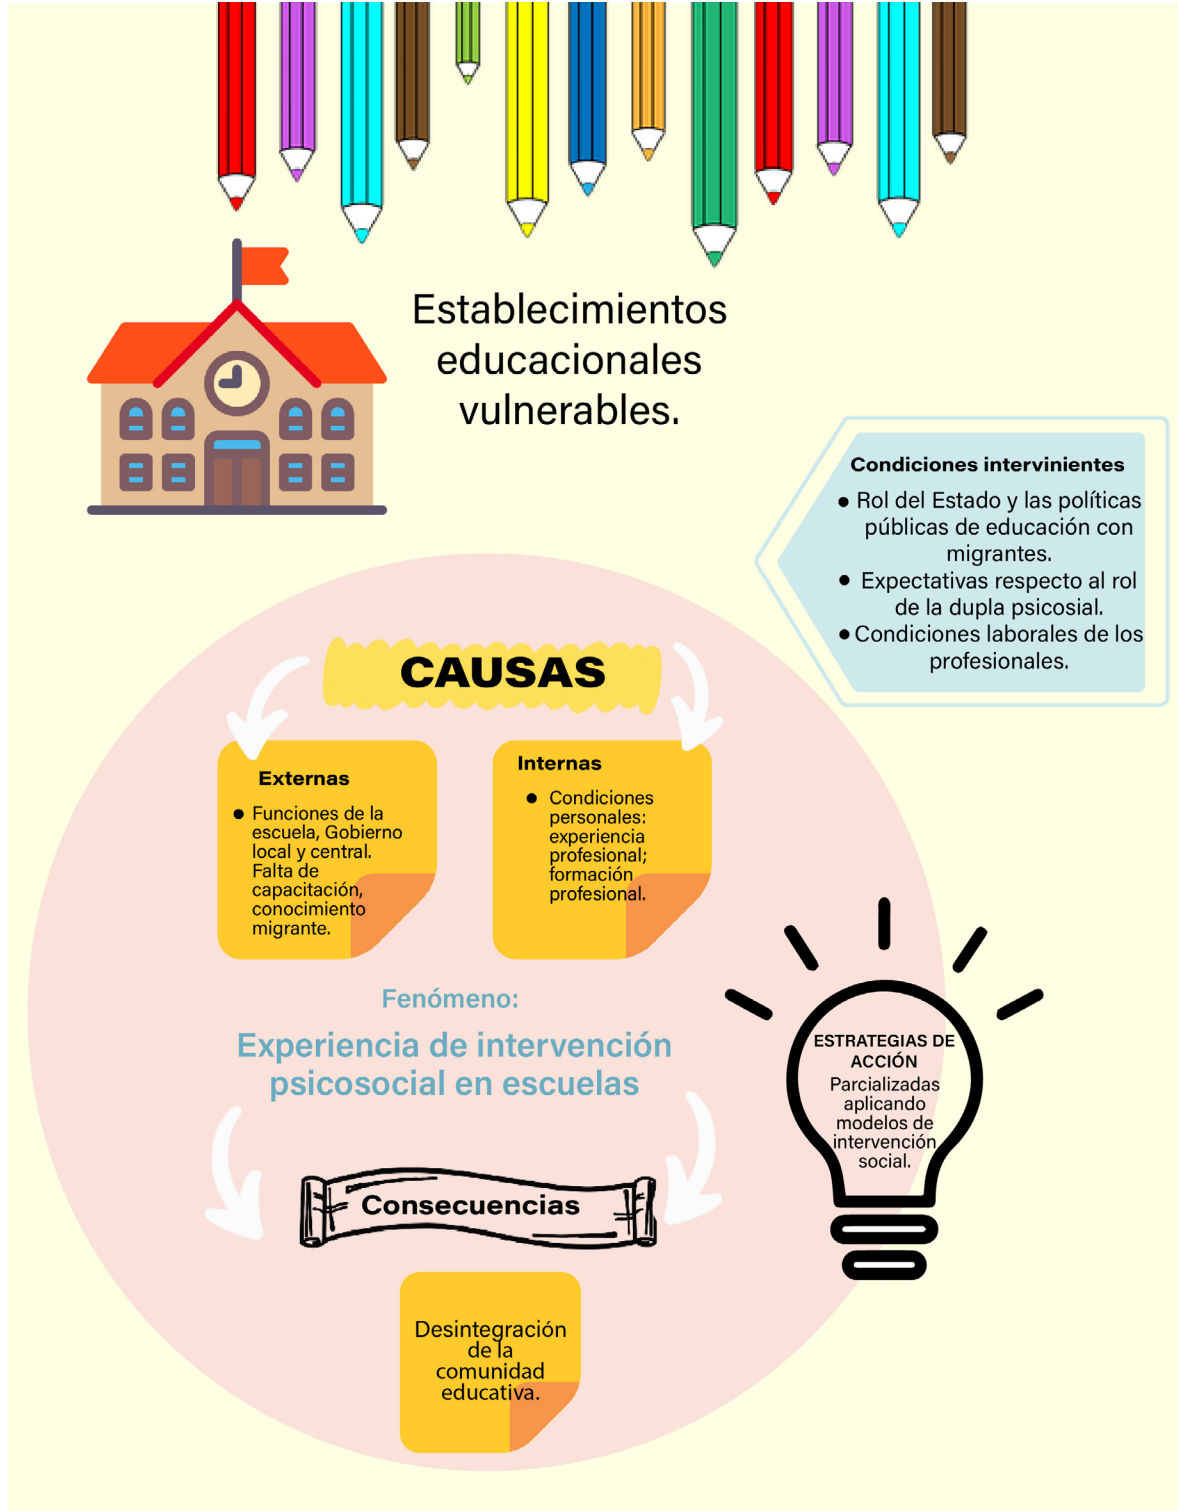 Establecimientos
educacionales
vulnerables.
Condiciones intervinientes
● Rol del Estado y las políticas
públicas de educación con
migrantes.
● Expectativas respecto al rol
de la dupla psicosial.
● Condiciones laborales de los
profesionales.
CAUSAS
Externas
● Funciones de la
escuela, Gobierno
local y central.
Falta de
capacitación,
conocimiento
migrante.
Internas
● Condiciones
personales:
experiencia
profesional;
formación
profesional.
Fenómeno:
Experiencia de intervención
psicosocial en escuelas
ESTRATEGIAS DE
ACCIÓN
Parcializadas
aplicando
modelos de
intervención
social.
Consecuencias
Desintegración
de la
comunidad
educativa.